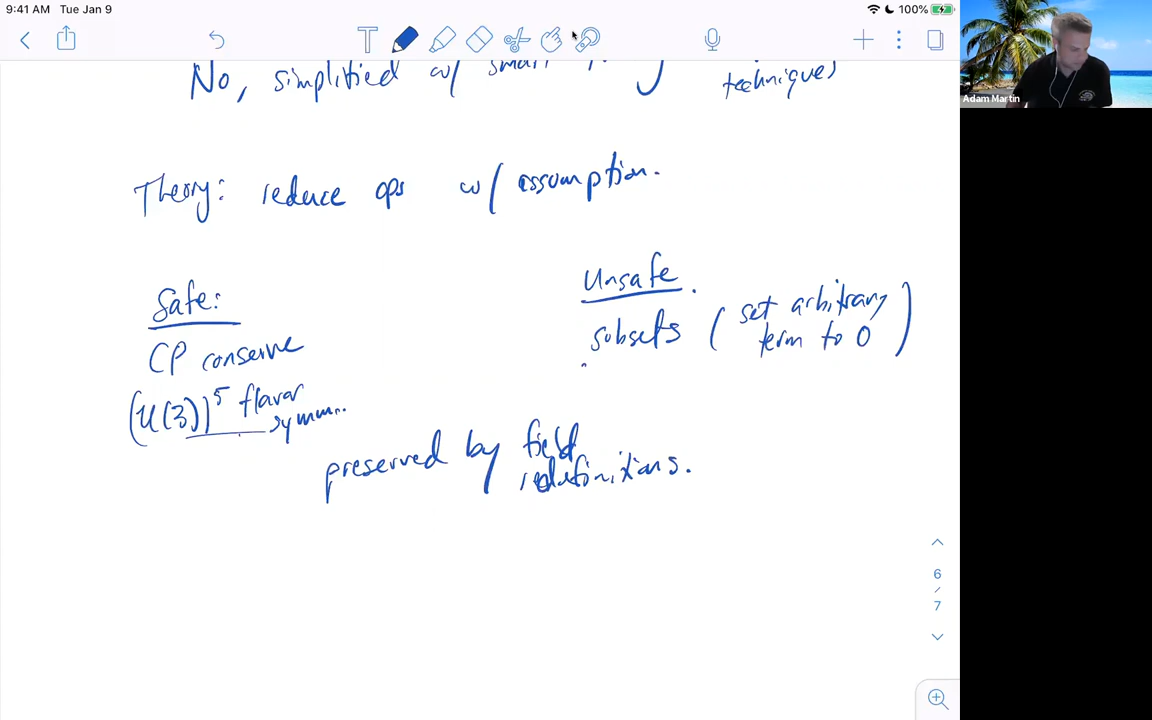 9:41 AM Tue Jan 9
100%
T
Adam Martin
No, simplified w/
techniques
Theory: reduce ops w/ assumption.
Safe:
CP conserve
(U(3))^5 flavor
symm..
Unsafe.
subsets (set arbitrary
term to 0)
preserved by field
redefinitions.
6
/
7